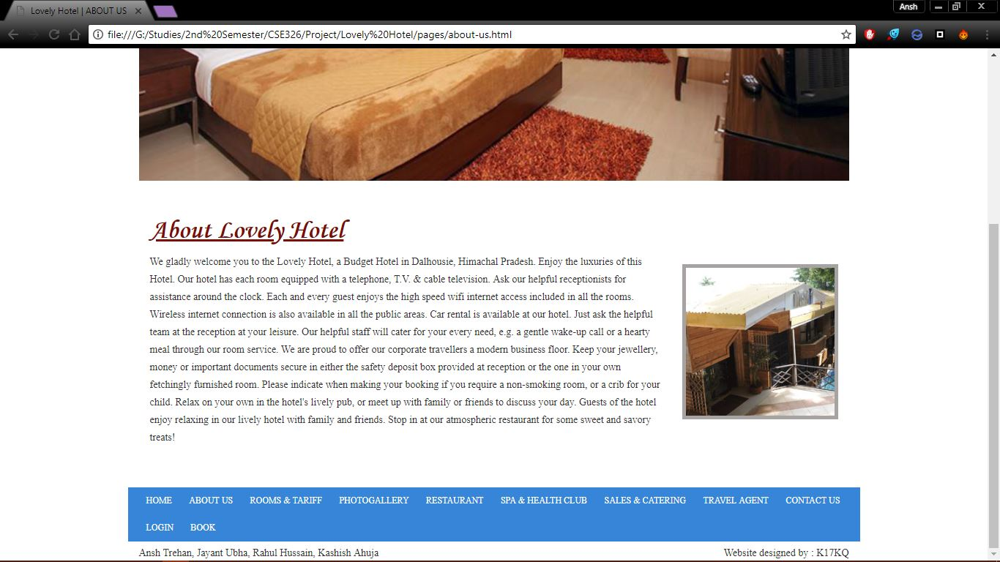 Lovely Hotel | ABOUT US
Ansh
file:///G:/Studies/2nd%20Semester/CSE326/Project/Lovely%20Hotel/pages/about-us.html
About Lovely Hotel
We gladly welcome you to the Lovely Hotel, a Budget Hotel in Dalhousie, Himachal Pradesh. Enjoy the luxuries of this
Hotel. Our hotel has each room equipped with a telephone, T.V. & cable television. Ask our helpful receptionists for
assistance around the clock. Each and every guest enjoys the high speed wifi internet access included in all the rooms.
Wireless internet connection is also available in all the public areas. Car rental is available at our hotel. Just ask the helpful
team at the reception at your leisure. Our helpful staff will cater for your every need, e.g. a gentle wake-up call or a hearty
meal through our room service. We are proud to offer our corporate travellers a modern business floor. Keep your jewellery,
money or important documents secure in either the safety deposit box provided at reception or the one in your own
fetchingly furnished room. Please indicate when making your booking if you require a non-smoking room, or a crib for your
child. Relax on your own in the hotel's lively pub, or meet up with family or friends to discuss your day. Guests of the hotel
enjoy relaxing in our lively hotel with family and friends. Stop in at our atmospheric restaurant for some sweet and savory
treats!
HOME ABOUT US ROOMS & TARIFF PHOTOGALLERY RESTAURANT SPA & HEALTH CLUB SALES & CATERING TRAVEL AGENT CONTACT US
LOGIN BOOK
Ansh Trehan, Jayant Ubha, Rahul Hussain, Kashish Ahuja Website designed by : K17KQ